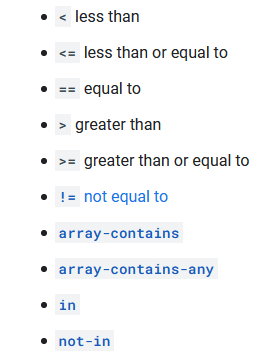 • < less than
• <= less than or equal to
• == equal to
• > greater than
• >= greater than or equal to
• != not equal to
• array-contains
• array-contains-any
• in
• not-in